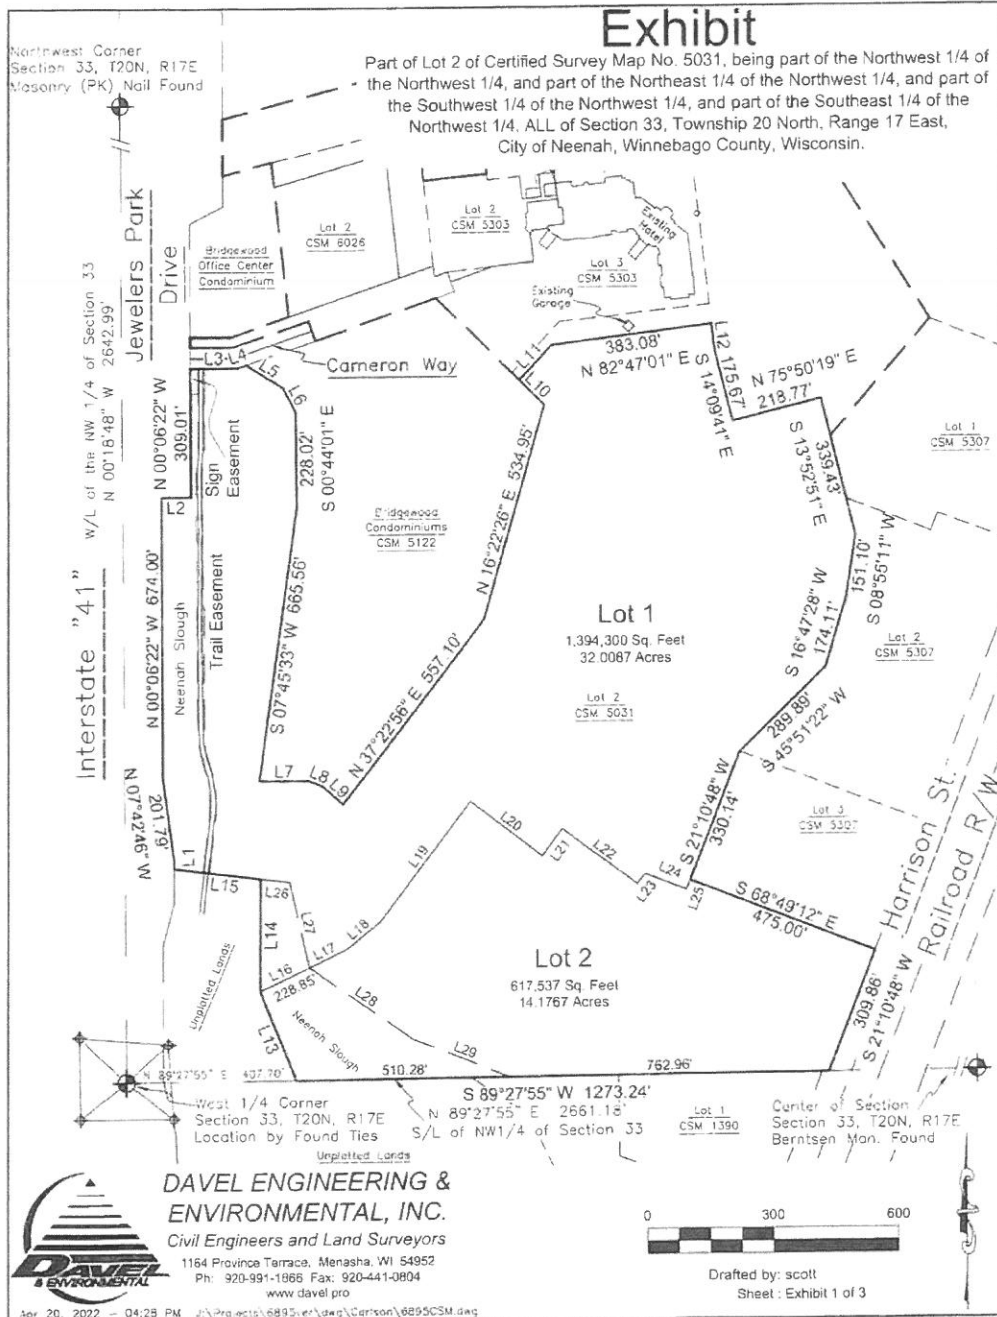 Exhibit
Part of Lot 2 of Certified Survey Map No. 5031, being part of the Northwest 1/4 of
the Northwest 1/4, and part of the Northeast 1/4 of the Northwest 1/4, and part of
the Southwest 1/4 of the Northwest 1/4, and part of the Southeast 1/4 of the
Northwest 1/4, ALL of Section 33, Township 20 North, Range 17 East,
City of Neenah, Winnebago County, Wisconsin.
Northwest Corner
Section 33, T20N, R17E
Masonry (PK) Nail Found
Jewelers Park
Drive
W/L of the NW 1/4 of Section 33
N 00°18'48" W 2642.99'
Interstate "41"
Bridgewood
Office Center
Condominium
Lot 2
CSM 6026
Lot 2
CSM 5303
Existing
Hotel
Lot 3
CSM 5303
Existing
Garage
L3
L4
Cameron Way
L5
L6
L11
L10
383.08'
N 82°47'01" E
L12
175.67'
S 14°09'41" E
N 75°50'19" E
218.77'
339.43'
S 13°52'51" E
Lot 1
CSM 5307
N 00°06'22" W
309.01'
Sign
Easement
228.02'
S 00°44'01" E
L2
Bridgewood
Condominiums
CSM 5122
N 16°22'26" E 534.95'
151.10'
S 08°55'11" W
N 00°06'22" W 674.00'
Neenah Slough
Trail Easement
S 07°45'33" W 665.56'
N 37°22'56" E 557.10'
Lot 1
1,394,300 Sq. Feet
32.0087 Acres
Lot 2
CSM 5031
S 16°47'28" W
174.11'
Lot 2
CSM 5307
289.89'
S 45°51'22" W
L7
L8
L9
N 07°42'46" W
201.79'
S 21°10'48" W
330.14'
Lot 3
CSM 5307
Harrison St.
Railroad R/W
L1
L15
L26
L27
L14
L16
L17
L18
L19
L20
L21
L22
L23
L24
L25
S 68°49'12" E
475.00'
228.85'
L28
L29
Lot 2
617,537 Sq. Feet
14.1767 Acres
Unplatted Lands
Neenah Slough
L13
309.86'
S 21°10'48" W
N 89°27'55" E 407.70'
510.28'
762.96'
S 89°27'55" W 1273.24'
N 89°27'55" E 2661.18'
S/L of NW1/4 of Section 33
West 1/4 Corner
Section 33, T20N, R17E
Location by Found Ties
Unplatted Lands
Lot 1
CSM 1390
Center of Section
Section 33, T20N, R17E
Berntsen Mon. Found
DAVEL ENGINEERING &
ENVIRONMENTAL, INC.
Civil Engineers and Land Surveyors
1164 Province Terrace, Menasha, WI 54952
Ph: 920-991-1866 Fax: 920-441-0804
www.davel.pro
DAVEL
& ENVIRONMENTAL
0 300 600
Drafted by: scott
Sheet : Exhibit 1 of 3
Apr 20, 2022 - 04:28 PM